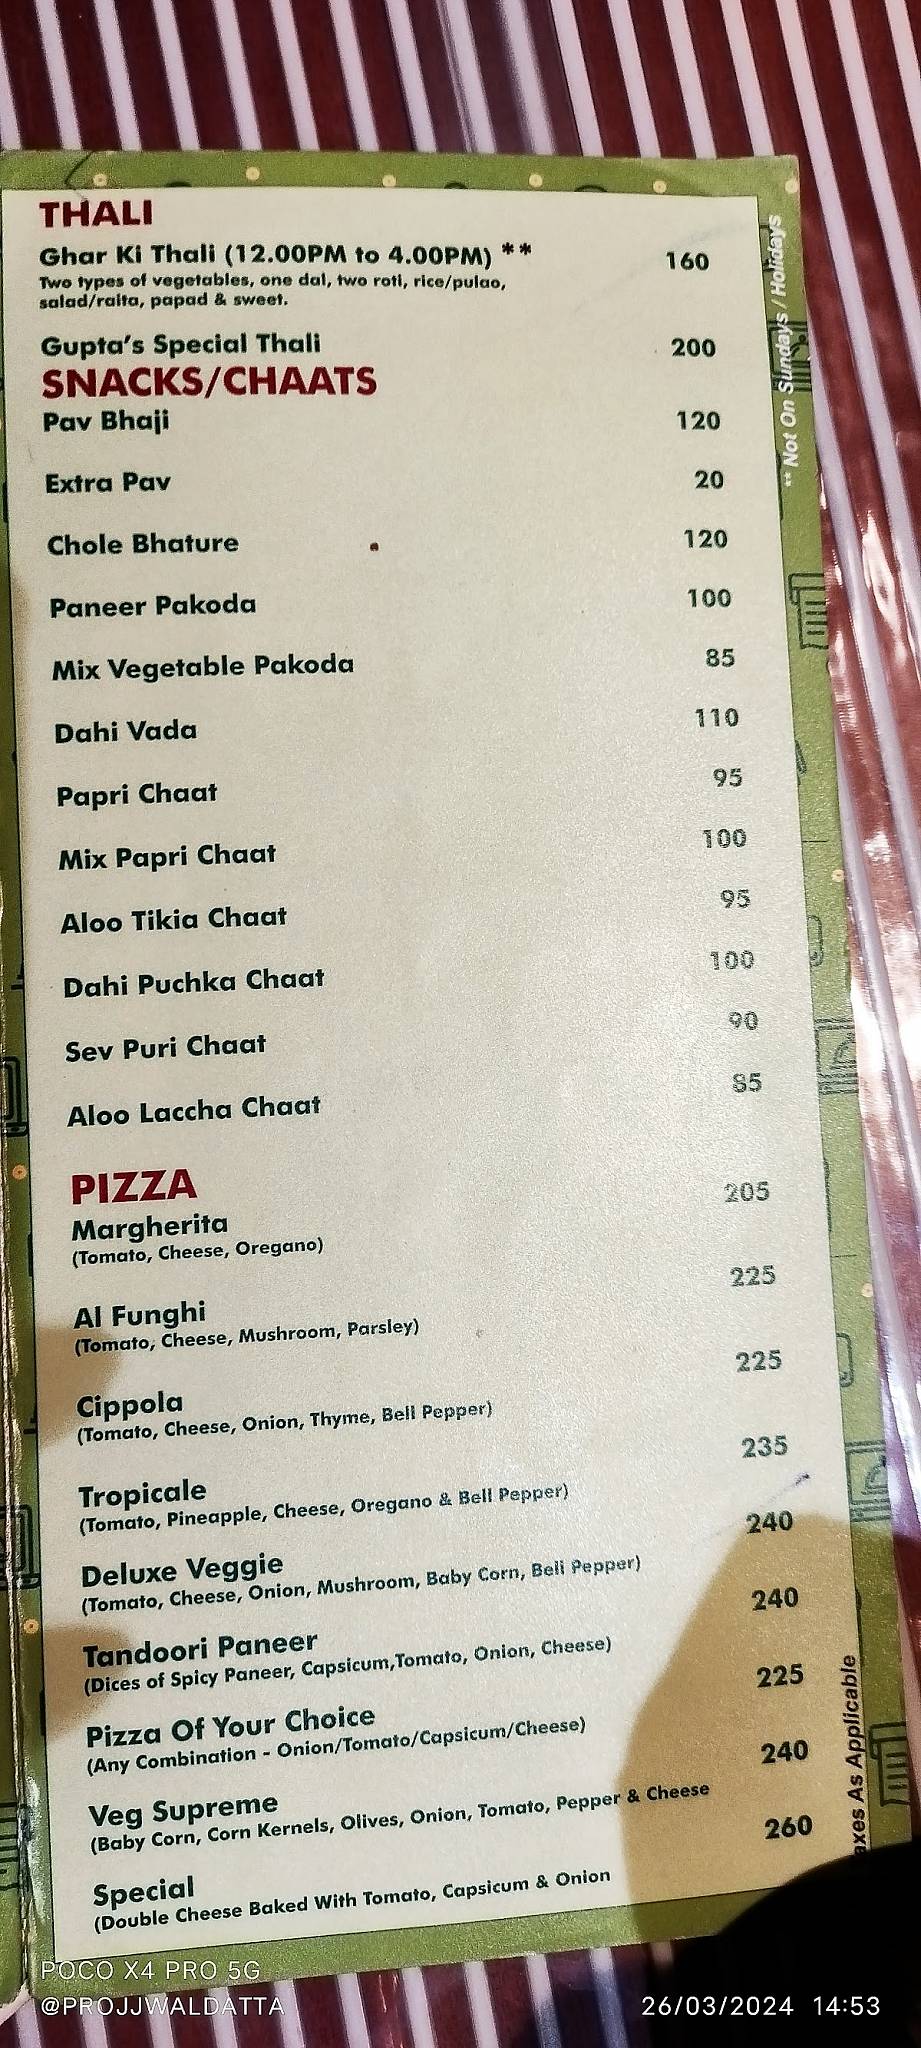 THALI
Ghar Ki Thali (12.00PM to 4.00PM) ** 160
Two types of vegetables, one dal, two roti, rice/pulao,
salad/raita, papad & sweet.
Gupta's Special Thali 200
SNACKS/CHAATS
Pav Bhaji 120
Extra Pav 20
Chole Bhature 120
Paneer Pakoda 100
Mix Vegetable Pakoda 85
Dahi Vada 110
Papri Chaat 95
Mix Papri Chaat 100
Aloo Tikia Chaat 95
Dahi Puchka Chaat 100
Sev Puri Chaat 90
Aloo Laccha Chaat 85
PIZZA
Margherita 205
(Tomato, Cheese, Oregano)
Al Funghi 225
(Tomato, Cheese, Mushroom, Parsley)
Cippola 225
(Tomato, Cheese, Onion, Thyme, Bell Pepper)
Tropicale 235
(Tomato, Pineapple, Cheese, Oregano & Bell Pepper)
Deluxe Veggie 240
(Tomato, Cheese, Onion, Mushroom, Baby Corn, Bell Pepper)
Tandoori Paneer 240
(Dices of Spicy Paneer, Capsicum,Tomato, Onion, Cheese)
Pizza Of Your Choice 225
(Any Combination - Onion/Tomato/Capsicum/Cheese)
Veg Supreme 240
(Baby Corn, Corn Kernels, Olives, Onion, Tomato, Pepper & Cheese
Special 260
(Double Cheese Baked With Tomato, Capsicum & Onion
** Not On Sundays / Holidays
axes As Applicable
POCO X4 PRO 5G
@PROJJWALDATTA
26/03/2024 14:53